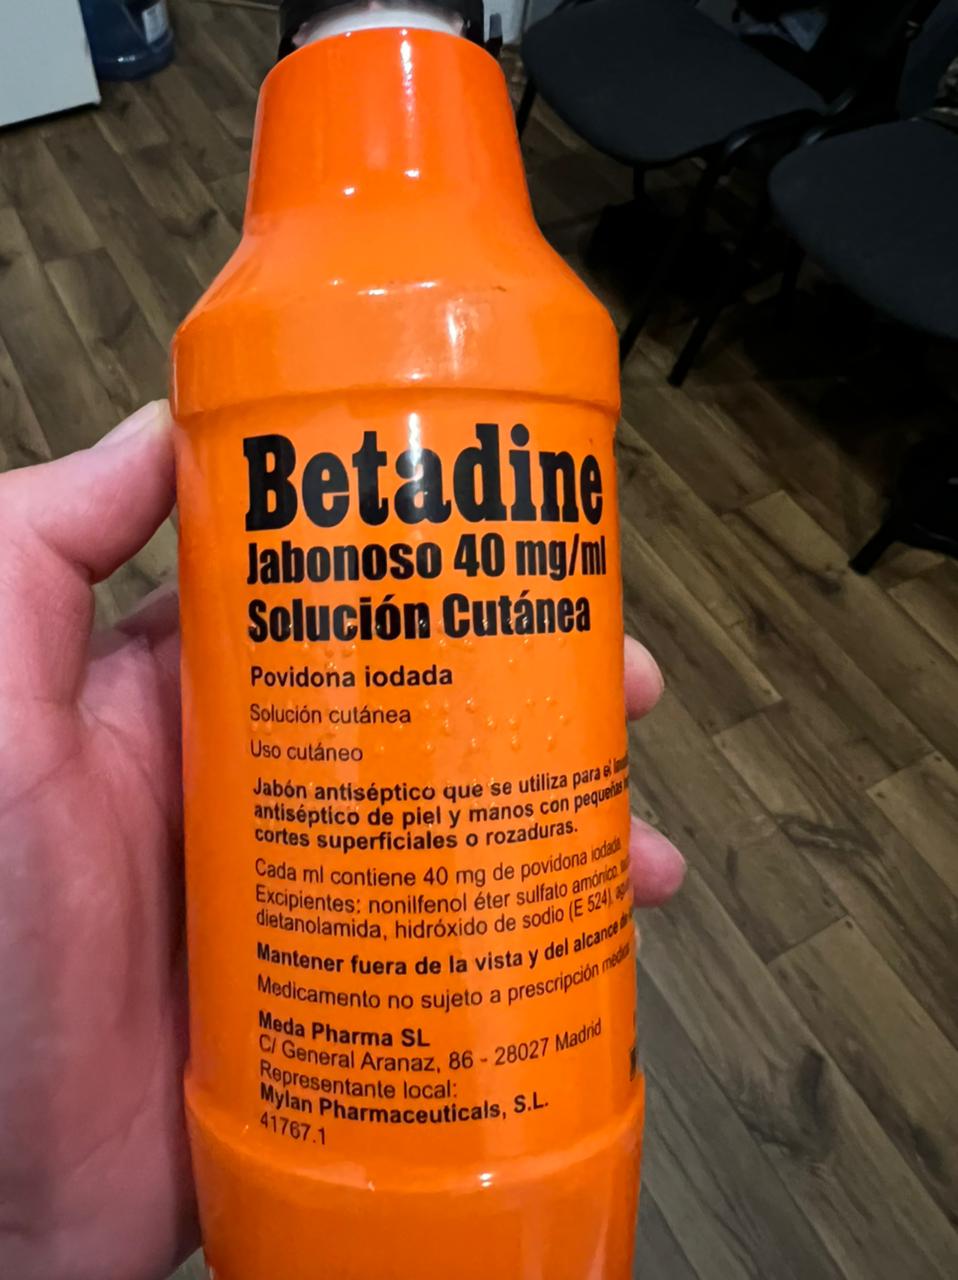 Betadine
Jabonoso 40 mg/ml
Solución Cutánea
Povidona iodada
Solución cutánea
Uso cutáneo
Jabón antiséptico que se utiliza para el
antiséptico de piel y manos con pequeñas
cortes superficiales o rozaduras.
Cada ml contiene 40 mg de povidona iodada.
Excipientes: nonilfenol éter sulfato amónico,
dietanolamida, hidróxido de sodio (E 524),
Mantener fuera de la vista y del alcance de
Medicamento no sujeto a prescripción médica
Meda Pharma SL
C/ General Aranaz, 86 - 28027 Madrid
Representante local:
Mylan Pharmaceuticals, S.L.
41767.1